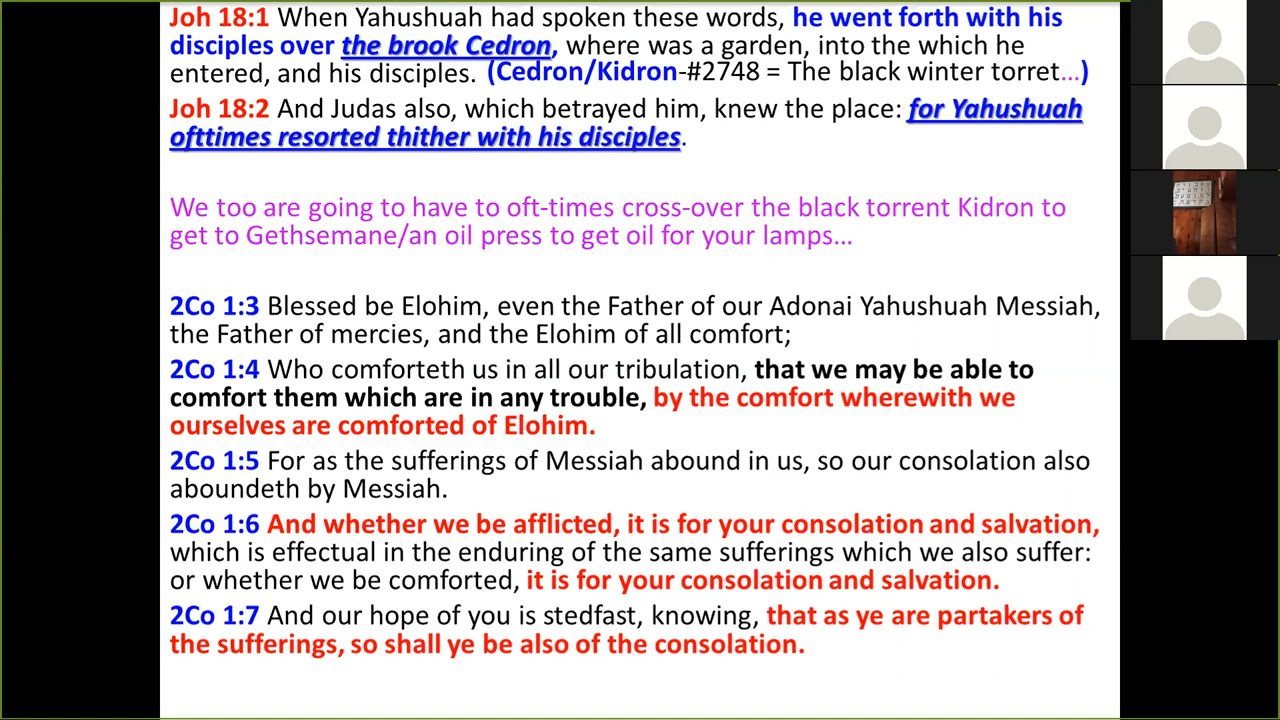 Joh 18:1 When Yahushuah had spoken these words, he went forth with his
disciples over the brook Cedron, where was a garden, into the which he
entered, and his disciples. (Cedron/Kidron-#2748 = The black winter torret...)
Joh 18:2 And Judas also, which betrayed him, knew the place: for Yahushuah
ofttimes resorted thither with his disciples.
We too are going to have to oft-times cross-over the black torrent Kidron to
get to Gethsemane/an oil press to get oil for your lamps...
2Co 1:3 Blessed be Elohim, even the Father of our Adonai Yahushuah Messiah,
the Father of mercies, and the Elohim of all comfort;
2Co 1:4 Who comforteth us in all our tribulation, that we may be able to
comfort them which are in any trouble, by the comfort wherewith we
ourselves are comforted of Elohim.
2Co 1:5 For as the sufferings of Messiah abound in us, so our consolation also
aboundeth by Messiah.
2Co 1:6 And whether we be afflicted, it is for your consolation and salvation,
which is effectual in the enduring of the same sufferings which we also suffer:
or whether we be comforted, it is for your consolation and salvation.
2Co 1:7 And our hope of you is stedfast, knowing, that as ye are partakers of
the sufferings, so shall ye be also of the consolation.